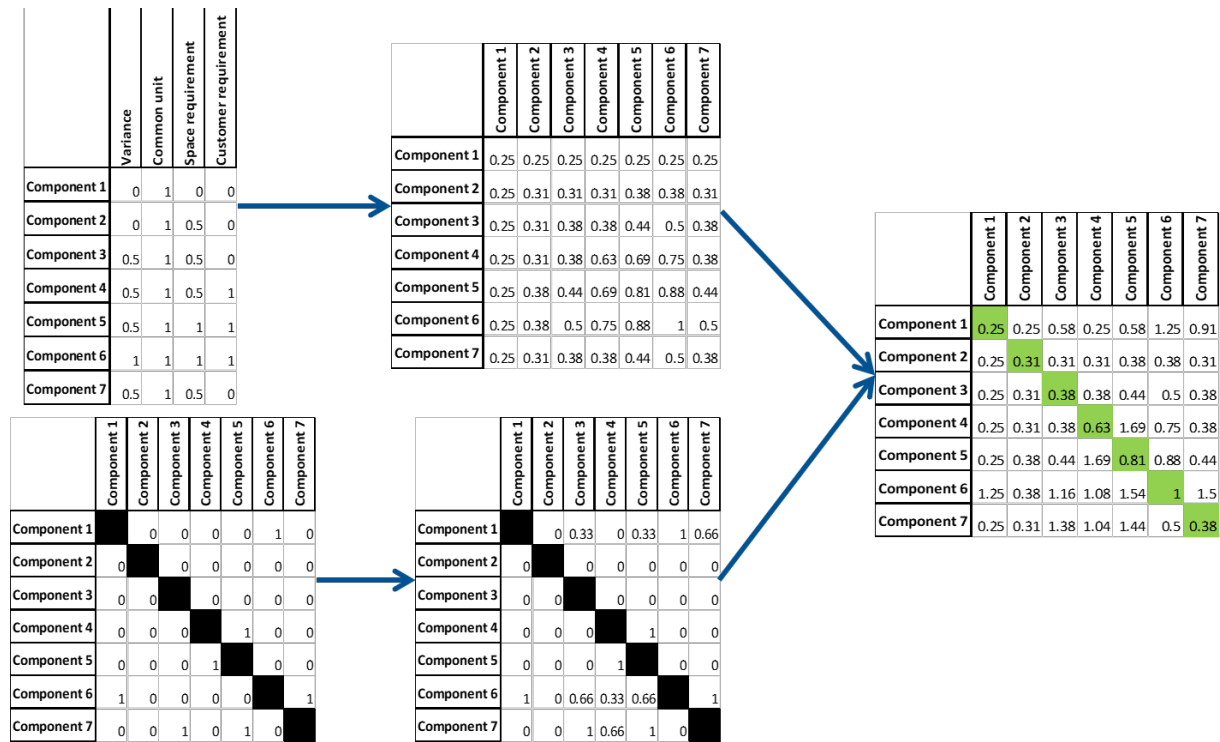 Variance Common unit Space requirement Customer requirement
Component 1 0 1 0 0
Component 2 0 1 0.5 0
Component 3 0.5 1 0.5 0
Component 4 0.5 1 0.5 1
Component 5 0.5 1 1 1
Component 6 1 1 1 1
Component 7 0.5 1 0.5 0
Component 1 Component 2 Component 3 Component 4 Component 5 Component 6 Component 7
Component 1 0.25 0.25 0.25 0.25 0.25 0.25 0.25
Component 2 0.25 0.31 0.31 0.31 0.38 0.38 0.31
Component 3 0.25 0.31 0.38 0.38 0.44 0.5 0.38
Component 4 0.25 0.31 0.38 0.63 0.69 0.75 0.38
Component 5 0.25 0.38 0.44 0.69 0.81 0.88 0.44
Component 6 0.25 0.38 0.5 0.75 0.88 1 0.5
Component 7 0.25 0.31 0.38 0.38 0.44 0.5 0.38
Component 1 Component 2 Component 3 Component 4 Component 5 Component 6 Component 7
Component 1 0 0 0 0 1 0
Component 2 0 0 0 0 0 0
Component 3 0 0 0 0 0 0
Component 4 0 0 0 1 0 0
Component 5 0 0 0 1 0 0
Component 6 1 0 0 0 0 1
Component 7 0 0 1 0 1 0
Component 1 Component 2 Component 3 Component 4 Component 5 Component 6 Component 7
Component 1 0 0.33 0 0.33 1 0.66
Component 2 0 0 0 0 0 0
Component 3 0 0 0 0 0 0
Component 4 0 0 0 1 0 0
Component 5 0 0 0 1 0 0
Component 6 1 0 0.66 0.33 0.66 1
Component 7 0 0 1 0.66 1 0
Component 1 Component 2 Component 3 Component 4 Component 5 Component 6 Component 7
Component 1 0.25 0.25 0.58 0.25 0.58 1.25 0.91
Component 2 0.25 0.31 0.31 0.31 0.38 0.38 0.31
Component 3 0.25 0.31 0.38 0.38 0.44 0.5 0.38
Component 4 0.25 0.31 0.38 0.63 1.69 0.75 0.38
Component 5 0.25 0.38 0.44 1.69 0.81 0.88 0.44
Component 6 1.25 0.38 1.16 1.08 1.54 1 1.5
Component 7 0.25 0.31 1.38 1.04 1.44 0.5 0.38